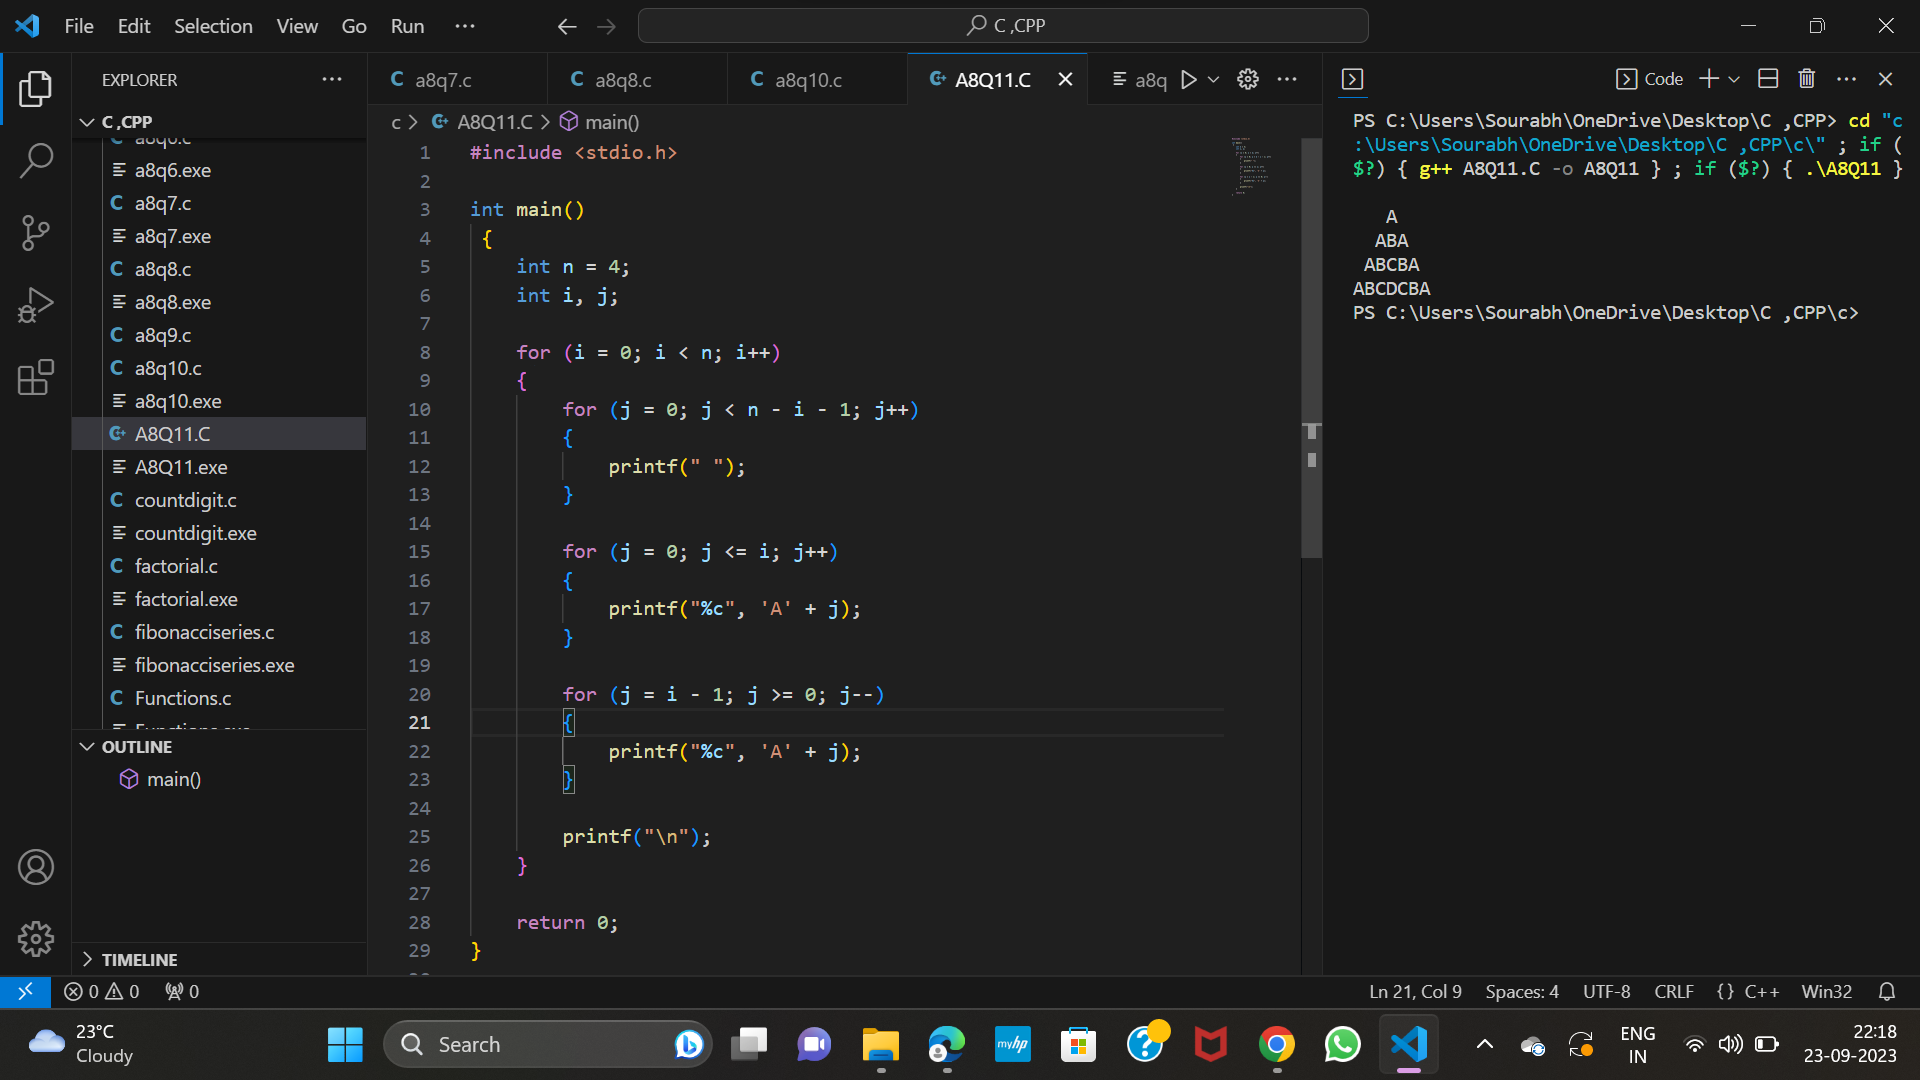 File Edit Selection View Go Run ···
C ,CPP
EXPLORER ···
C ,CPP
a8q6.exe
a8q7.c
a8q7.exe
a8q8.c
a8q8.exe
a8q9.c
a8q10.c
a8q10.exe
A8Q11.C
A8Q11.exe
countdigit.c
countdigit.exe
factorial.c
factorial.exe
fibonacciseries.c
fibonacciseries.exe
Functions.c
OUTLINE
main()
TIMELINE
a8q7.c a8q8.c a8q10.c A8Q11.C a8q
c > A8Q11.C > main()
1 #include <stdio.h>
2
3 int main()
4 {
5 int n = 4;
6 int i, j;
7
8 for (i = 0; i < n; i++)
9 {
10 for (j = 0; j < n - i - 1; j++)
11 {
12 printf(" ");
13 }
14
15 for (j = 0; j <= i; j++)
16 {
17 printf("%c", 'A' + j);
18 }
19
20 for (j = i - 1; j >= 0; j--)
21 {
22 printf("%c", 'A' + j);
23 }
24
25 printf("\n");
26 }
27
28 return 0;
29 }
Code
PS C:\Users\Sourabh\OneDrive\Desktop\C ,CPP> cd "c
:\Users\Sourabh\OneDrive\Desktop\C ,CPP\c\" ; if (
$?) { g++ A8Q11.C -o A8Q11 } ; if ($?) { .\A8Q11 }
A
ABA
ABCBA
ABCDCBA
PS C:\Users\Sourabh\OneDrive\Desktop\C ,CPP\c>
0 0 0
Ln 21, Col 9 Spaces: 4 UTF-8 CRLF {} C++ Win32
23°C
Cloudy
Search
myhp
ENG
IN
22:18
23-09-2023